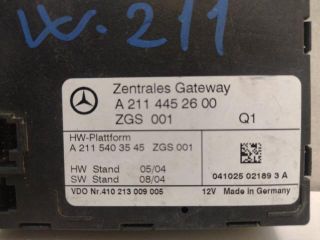 W.211
Zentrales Gateway
A 211 445 26 00
ZGS 001 Q1
HW-Plattform
A 211 540 35 45 ZGS 001
HW Stand 05/04
SW Stand 08/04
041025 02189 3 A
VDO Nr.410 213 009 005 12V Made in Germany